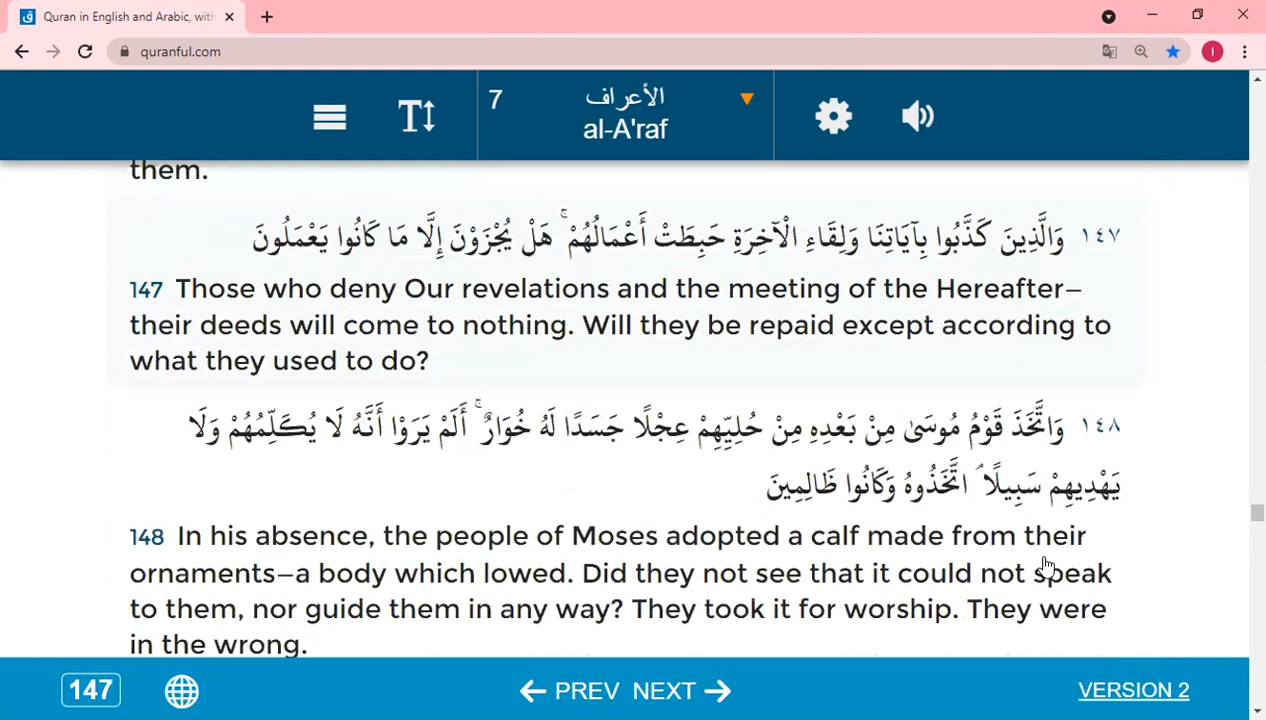 Quran in English and Arabic, with
quranful.com
7
الأعراف
al-A'raf
them.
١٤٧ وَالَّذِينَ كَذَّبُوا بِآيَاتِنَا وَلِقَاءِ الْآخِرَةِ حَبِطَتْ أَعْمَالُهُمْ ۚ هَلْ يُجْزَوْنَ إِلَّا مَا كَانُوا يَعْمَلُونَ
147 Those who deny Our revelations and the meeting of the Hereafter—
their deeds will come to nothing. Will they be repaid except according to
what they used to do?
١٤٨ وَاتَّخَذَ قَوْمُ مُوسَىٰ مِنْ بَعْدِهِ مِنْ حُلِيِّهِمْ عِجْلًا جَسَدًا لَهُ خُوَارٌ ۚ أَلَمْ يَرَوْا أَنَّهُ لَا يُكَلِّمُهُمْ وَلَا
يَهْدِيهِمْ سَبِيلًا ۘ اتَّخَذُوهُ وَكَانُوا ظَالِمِينَ
148 In his absence, the people of Moses adopted a calf made from their
ornaments—a body which lowed. Did they not see that it could not speak
to them, nor guide them in any way? They took it for worship. They were
in the wrong.
147
PREV NEXT
VERSION 2